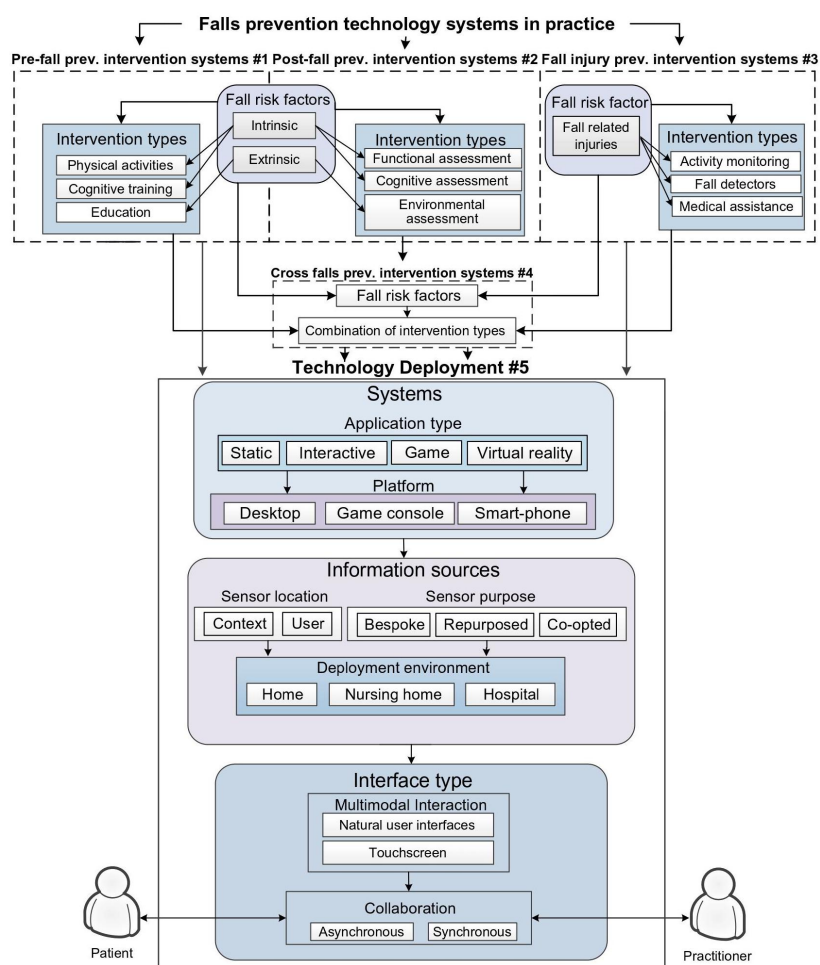 Falls prevention technology systems in practice
Pre-fall prev. intervention systems #1
Post-fall prev. intervention systems #2
Fall injury prev. intervention systems #3
Fall risk factors
Intrinsic
Extrinsic
Intervention types
Physical activities
Cognitive training
Education
Intervention types
Functional assessment
Cognitive assessment
Environmental
assessment
Fall risk factor
Fall related
injuries
Intervention types
Activity monitoring
Fall detectors
Medical assistance
Cross falls prev. intervention systems #4
Fall risk factors
Combination of intervention types
Technology Deployment #5
Systems
Application type
Static
Interactive
Game
Virtual reality
Platform
Desktop
Game console
Smart-phone
Information sources
Sensor location
Context
User
Sensor purpose
Bespoke
Repurposed
Co-opted
Deployment environment
Home
Nursing home
Hospital
Interface type
Multimodal Interaction
Natural user interfaces
Touchscreen
Collaboration
Asynchronous
Synchronous
Patient
Practitioner